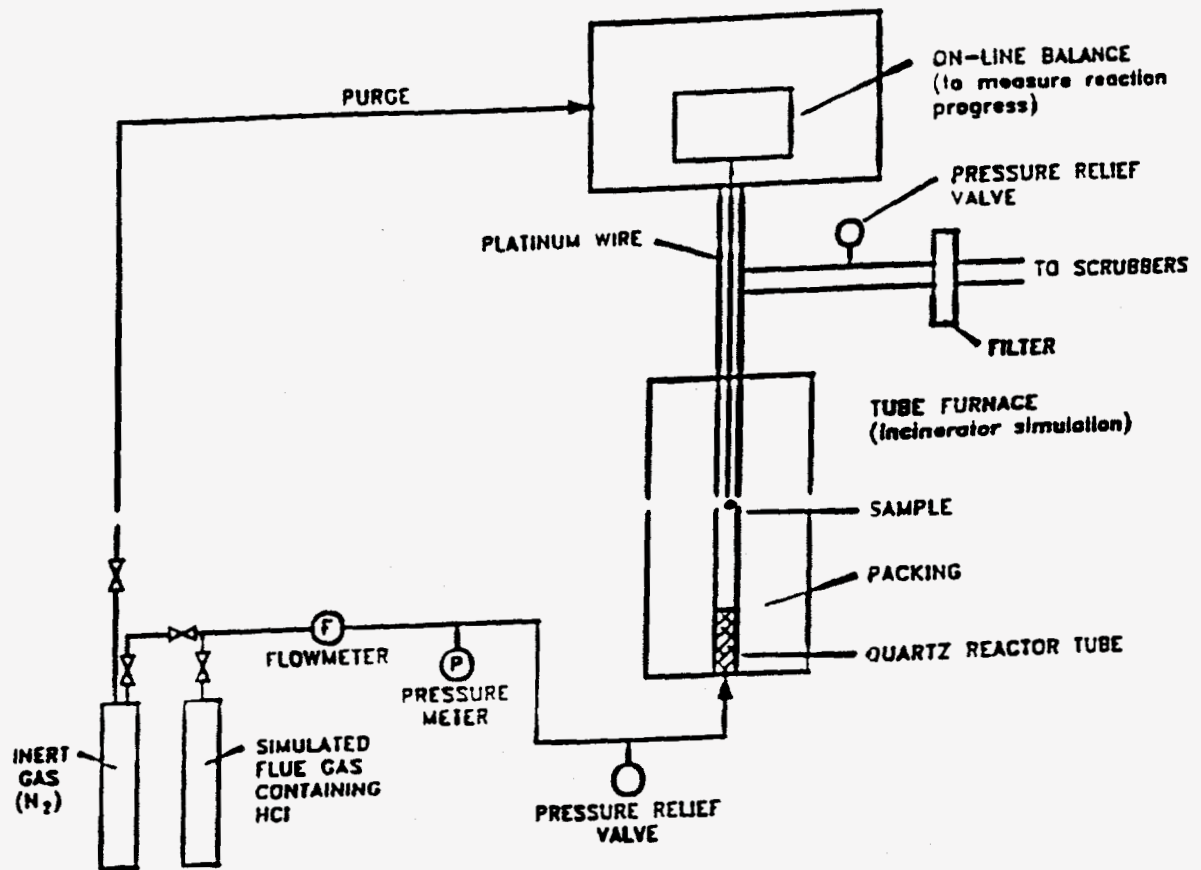 ON-LINE BALANCE
(to measure reaction
progress)
PURGE
PRESSURE RELIEF
VALVE
PLATINUM WIRE
TO SCRUBBERS
FILTER
TUBE FURNACE
(incinerator simulation)
SAMPLE
PACKING
F
FLOWMETER
QUARTZ REACTOR TUBE
P
PRESSURE
METER
INERT
GAS
(N₂)
SIMULATED
FLUE GAS
CONTAINING
HCl
PRESSURE RELIEF
VALVE